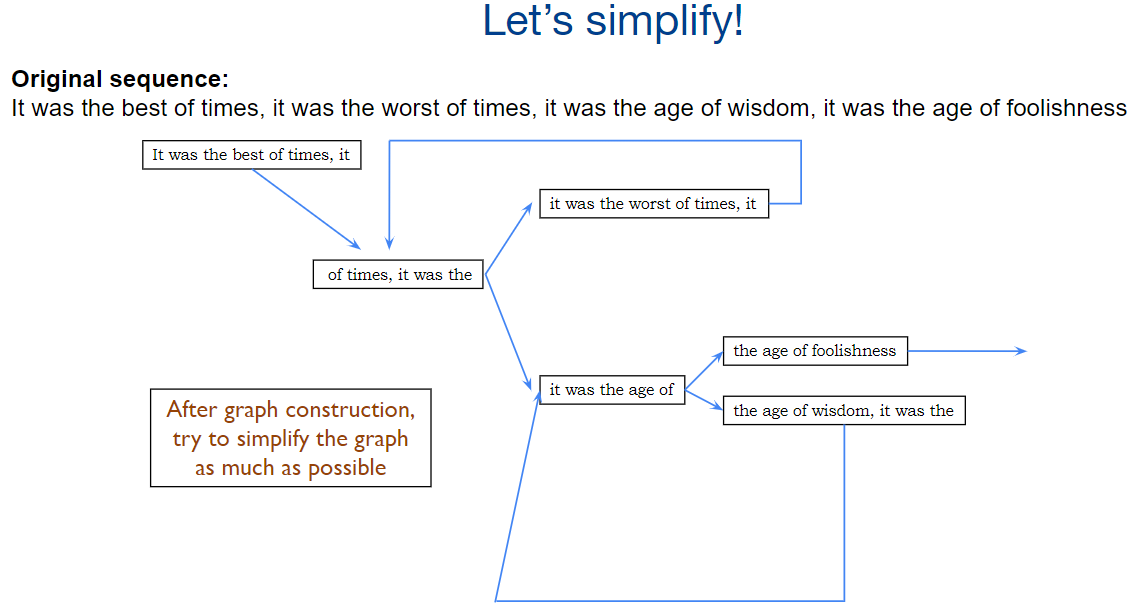 Let’s simplify!
Original sequence:
It was the best of times, it was the worst of times, it was the age of wisdom, it was the age of foolishness
It was the best of times, it
it was the worst of times, it
of times, it was the
the age of foolishness
it was the age of
the age of wisdom, it was the
After graph construction,
try to simplify the graph
as much as possible